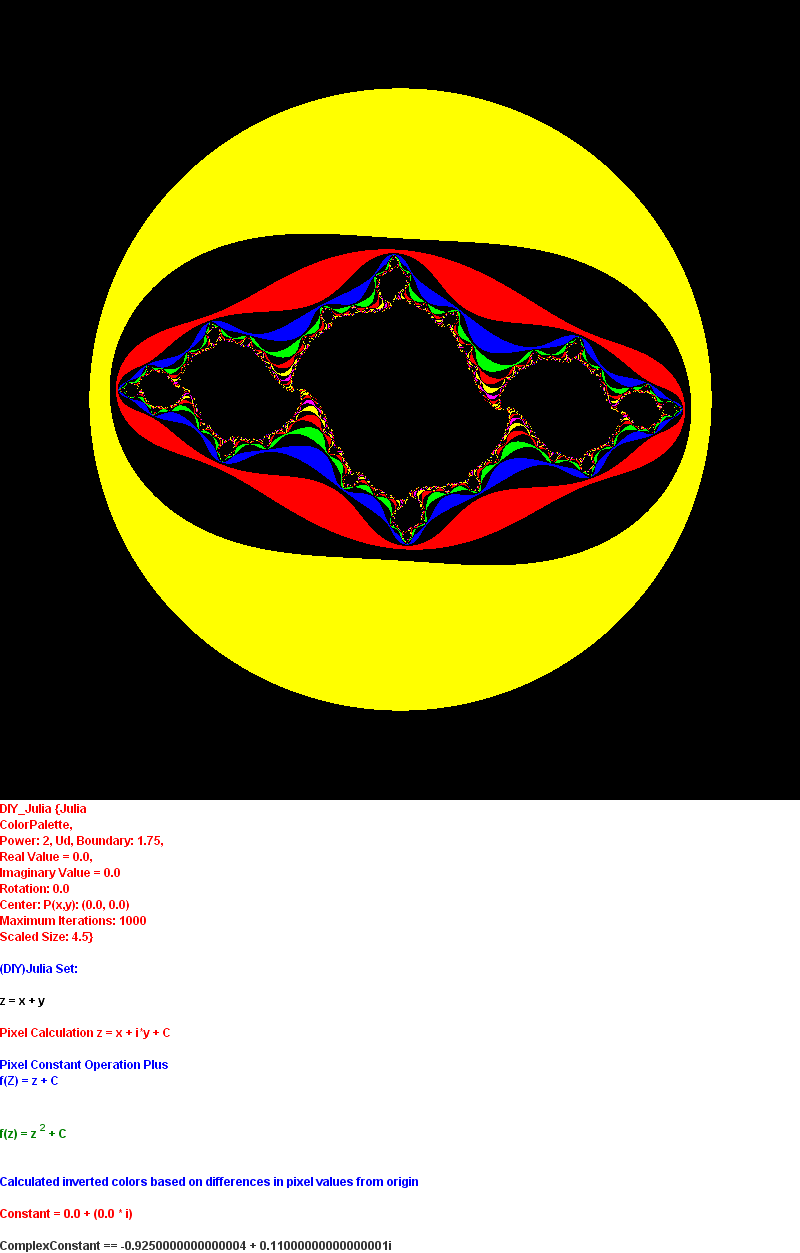 DIY_Julia {Julia
ColorPalette,
Power: 2, Ud, Boundary: 1.75,
Real Value = 0.0,
Imaginary Value = 0.0
Rotation: 0.0
Center: P(x,y): (0.0, 0.0)
Maximum Iterations: 1000
Scaled Size: 4.5}
(DIY)Julia Set:
z = x + y
Pixel Calculation z = x + i*y + C
Pixel Constant Operation Plus
f(Z) = z + C
f(z) = z 2 + C
Calculated inverted colors based on differences in pixel values from origin
Constant = 0.0 + (0.0 * i)
ComplexConstant == -0.9250000000000004 + 0.11000000000000001i